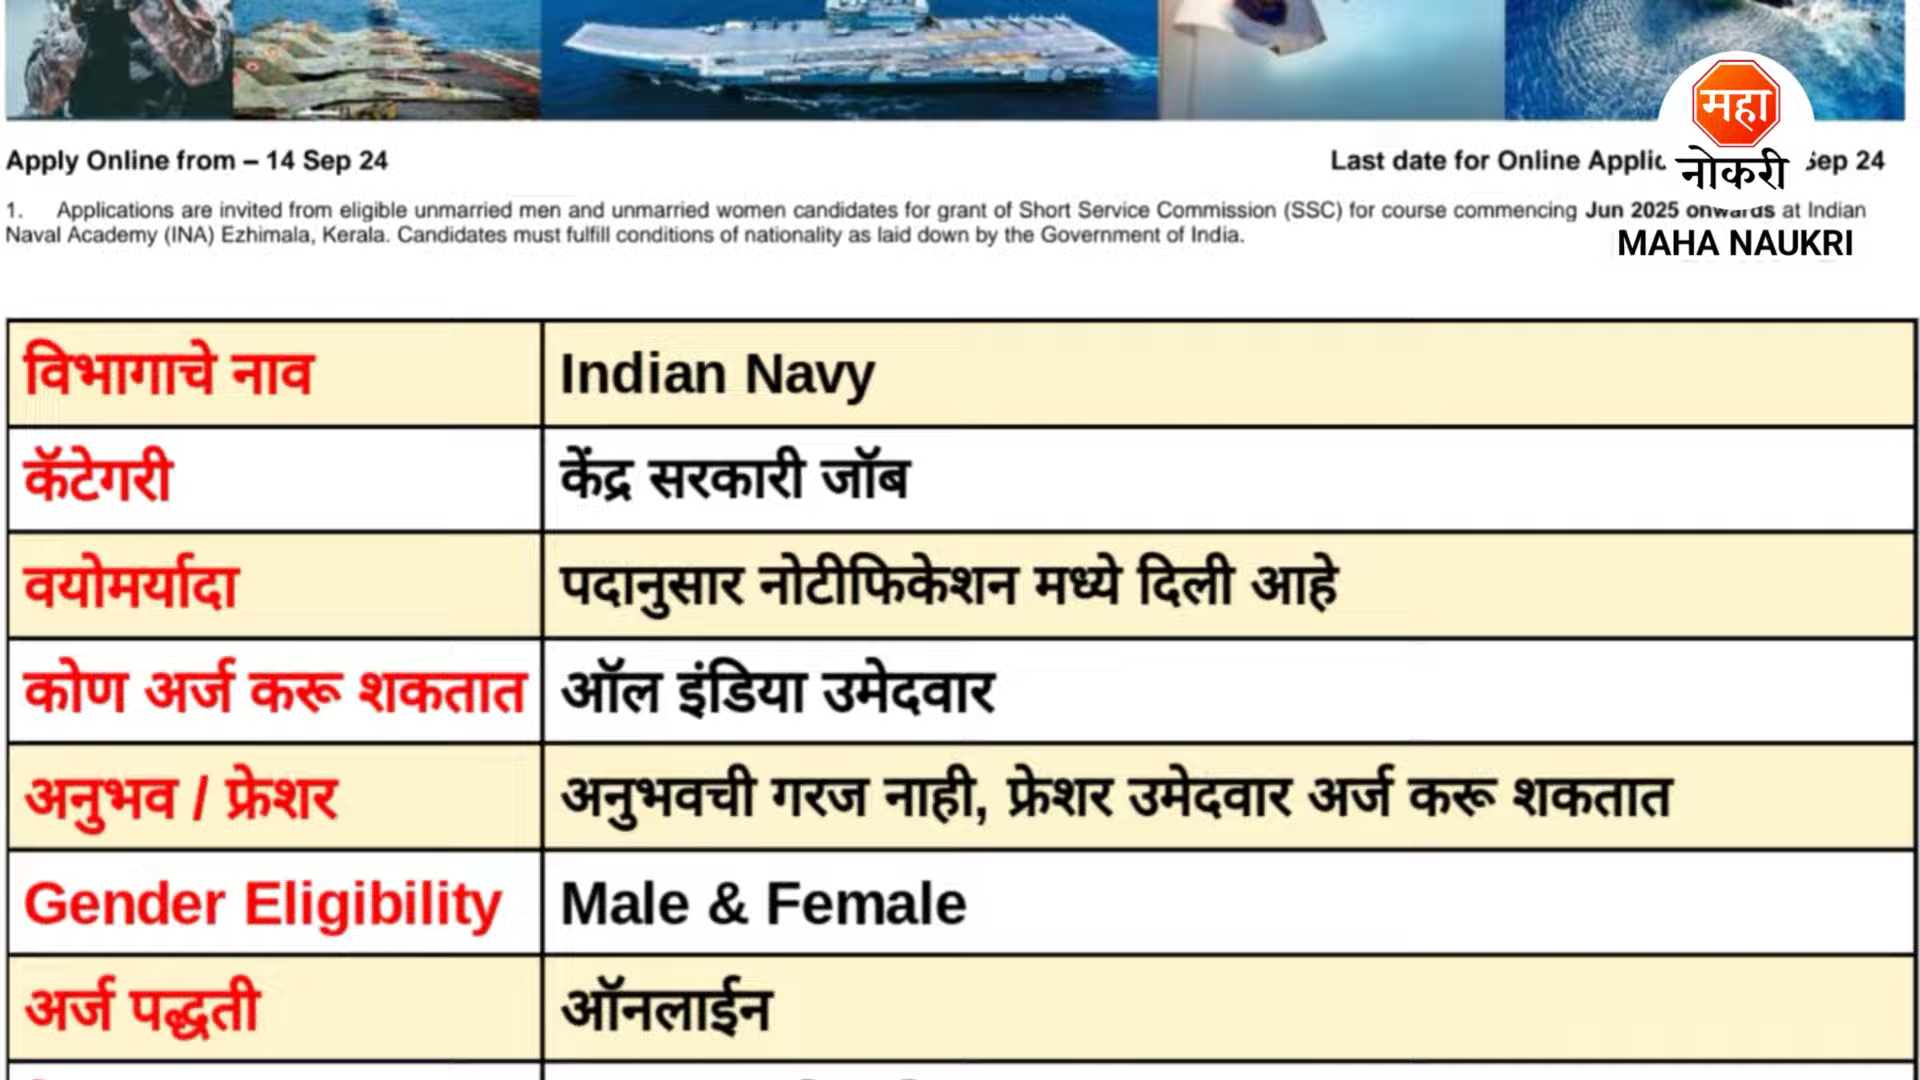 Apply Online from – 14 Sep 24
Last date for Online Sep 24
महा
नोकरी
MAHA NAUKRI
1. Applications are invited from eligible unmarried men and unmarried women candidates for grant of Short Service Commission (SSC) for course commencing Jun 2025 onwards at Indian
Naval Academy (INA) Ezhimala, Kerala. Candidates must fulfill conditions of nationality as laid down by the Government of India.
विभागाचे नाव Indian Navy
कॅटेगरी केंद्र सरकारी जॉब
वयोमर्यादा पदानुसार नोटीफिकेशन मध्ये दिली आहे
कोण अर्ज करू शकतात ऑल इंडिया उमेदवार
अनुभव / फ्रेशर अनुभवची गरज नाही, फ्रेशर उमेदवार अर्ज करू शकतात
Gender Eligibility Male & Female
अर्ज पद्धती ऑनलाईन